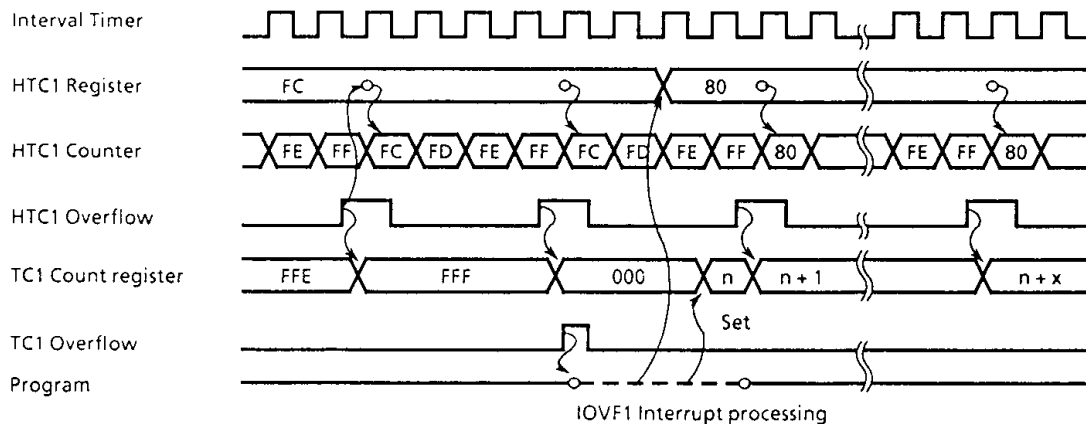 Interval Timer
HTC1 Register FC 80
HTC1 Counter FE FF FC FD FE FF FC FD FE FF 80 FE FF 80
HTC1 Overflow
TC1 Count register FFE FFF 000 n n + 1 n + x
Set
TC1 Overflow
Program
IOVF1 Interrupt processing